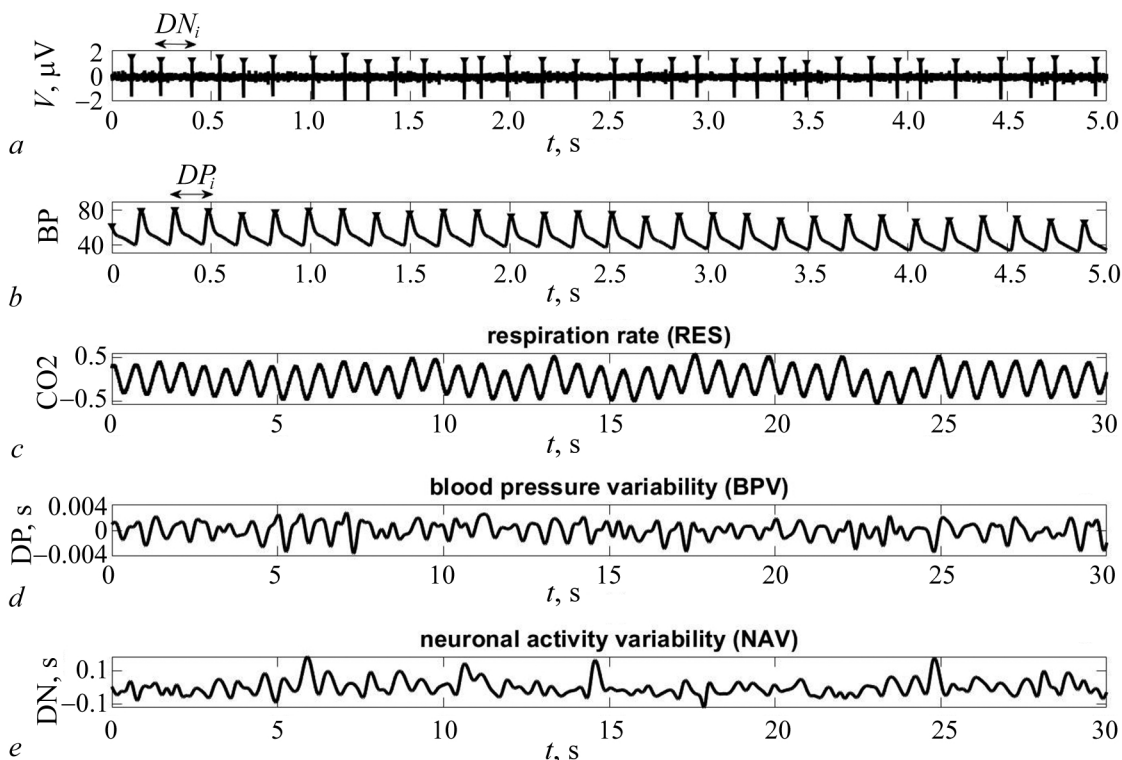 DNi
V, μV
2
0
−2
0 0.5 1.0 1.5 2.0 2.5 3.0 3.5 4.0 4.5 5.0
t, s
a
DPi
BP
80
40
0 0.5 1.0 1.5 2.0 2.5 3.0 3.5 4.0 4.5 5.0
t, s
b
respiration rate (RES)
CO2
0.5
−0.5
0 5 10 15 20 25 30
t, s
c
blood pressure variability (BPV)
DP, s
0.004
0
−0.004
0 5 10 15 20 25 30
t, s
d
neuronal activity variability (NAV)
DN, s
0.1
−0.1
0 5 10 15 20 25 30
t, s
e